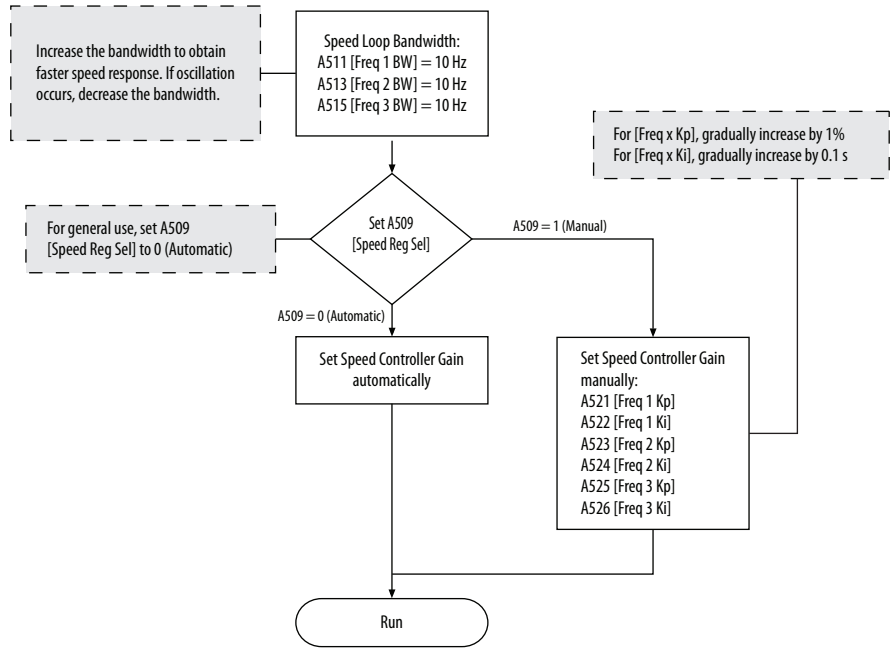 Increase the bandwidth to obtain
faster speed response. If oscillation
occurs, decrease the bandwidth.
Speed Loop Bandwidth:
A511 [Freq 1 BW] = 10 Hz
A513 [Freq 2 BW] = 10 Hz
A515 [Freq 3 BW] = 10 Hz
For [Freq x Kp], gradually increase by 1%
For [Freq x Ki], gradually increase by 0.1 s
For general use, set A509
[Speed Reg Sel] to 0 (Automatic)
Set A509
[Speed Reg Sel]
A509 = 1 (Manual)
A509 = 0 (Automatic)
Set Speed Controller Gain
automatically
Set Speed Controller Gain
manually:
A521 [Freq 1 Kp]
A522 [Freq 1 Ki]
A523 [Freq 2 Kp]
A524 [Freq 2 Ki]
A525 [Freq 3 Kp]
A526 [Freq 3 Ki]
Run